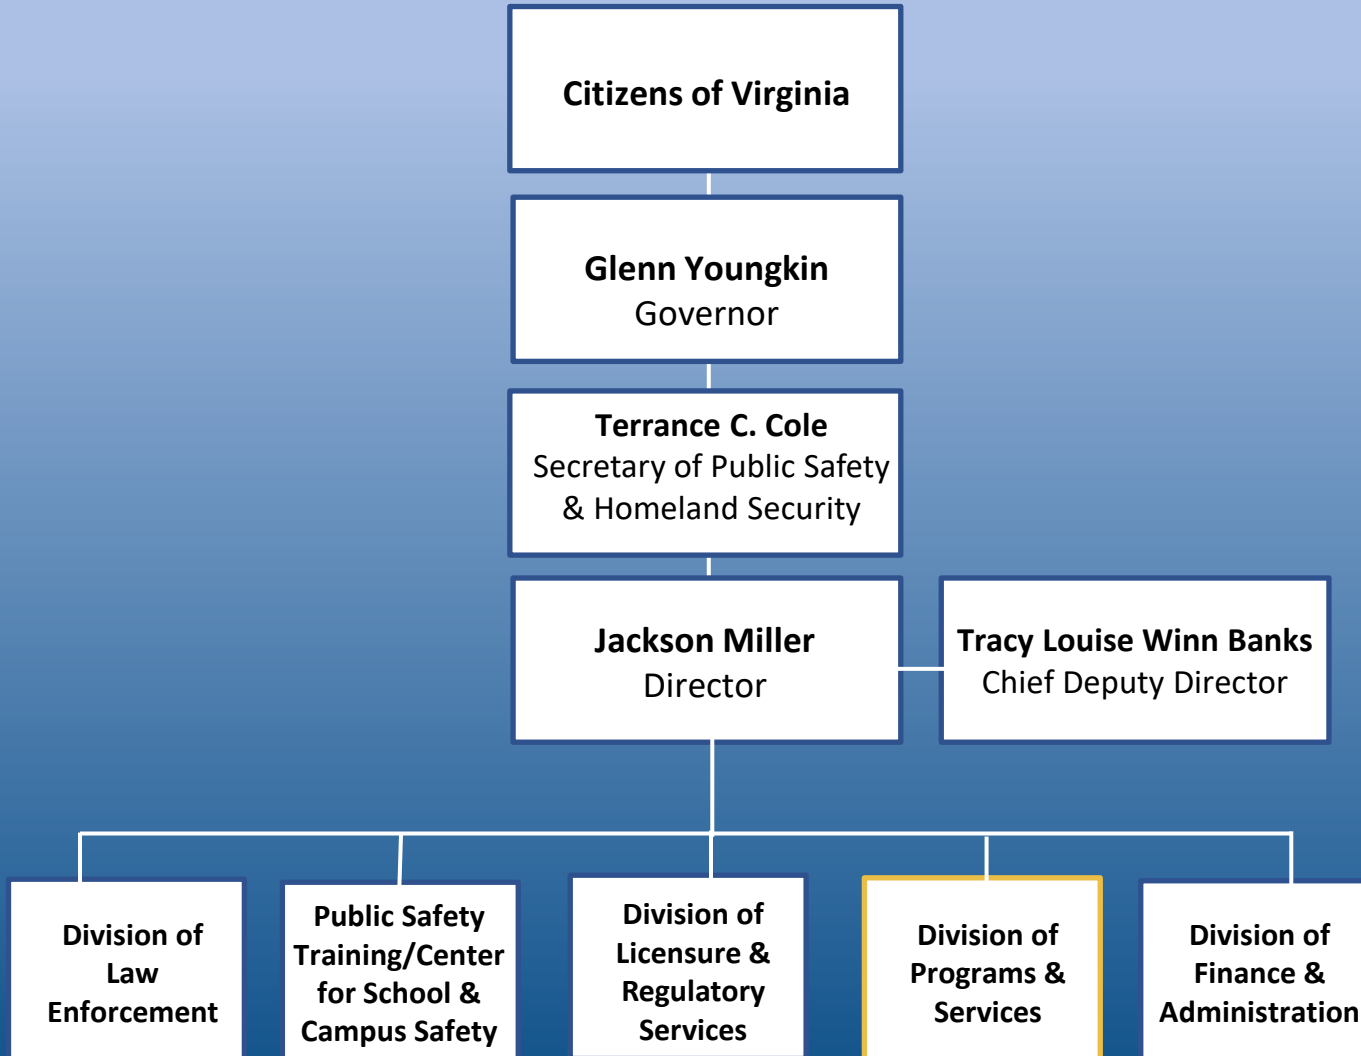 Citizens of Virginia
Glenn Youngkin
Governor
Terrance C. Cole
Secretary of Public Safety
& Homeland Security
Jackson Miller
Director
Tracy Louise Winn Banks
Chief Deputy Director
Division of
Law
Enforcement
Public Safety
Training/Center
for School &
Campus Safety
Division of
Licensure &
Regulatory
Services
Division of
Programs &
Services
Division of
Finance &
Administration